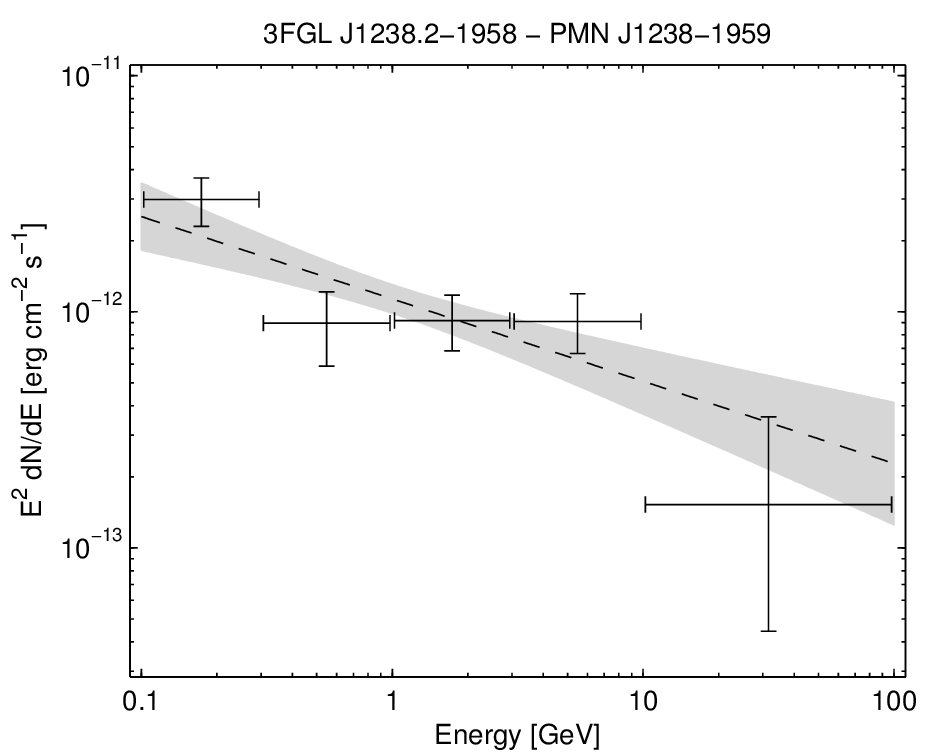 3FGL J1238.2−1958 − PMN J1238−1959
10⁻¹¹
10⁻¹²
10⁻¹³
E² dN/dE [erg cm⁻² s⁻¹]
0.1 1 10 100
Energy [GeV]